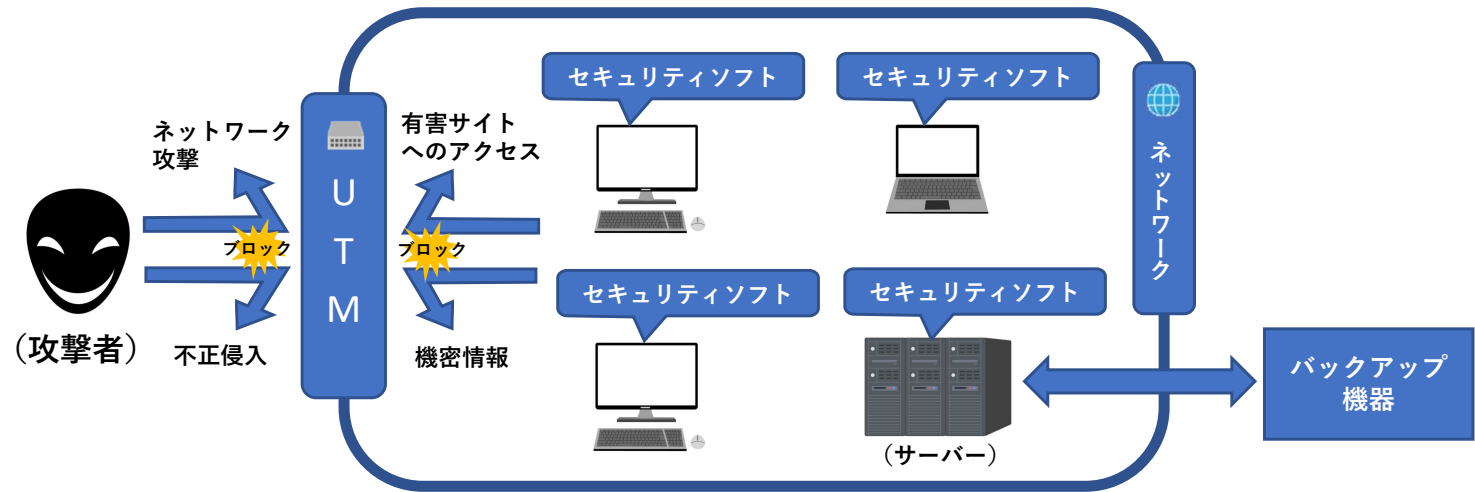 ネットワーク
攻撃
(攻撃者)
ブロック
不正侵入
UTM
有害サイト
へのアクセス
ブロック
機密情報
セキュリティソフト
セキュリティソフト
セキュリティソフト
セキュリティソフト
(サーバー)
ネットワーク
バックアップ
機器